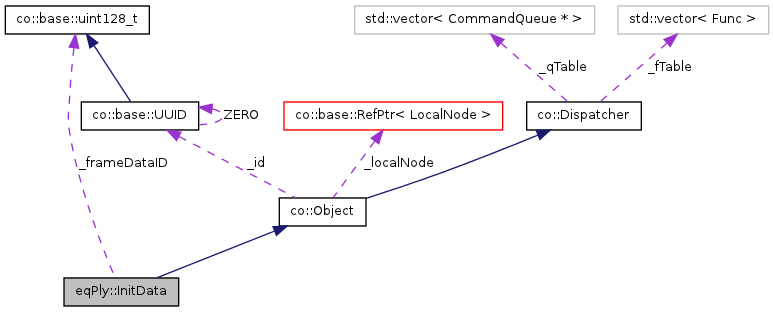 co::base::uint128_t
std::vector< CommandQueue * >
std::vector< Func >
_qTable
_fTable
co::base::UUID
ZERO
co::base::RefPtr< LocalNode >
co::Dispatcher
_frameDataID
_id
_localNode
co::Object
eqPly::InitData